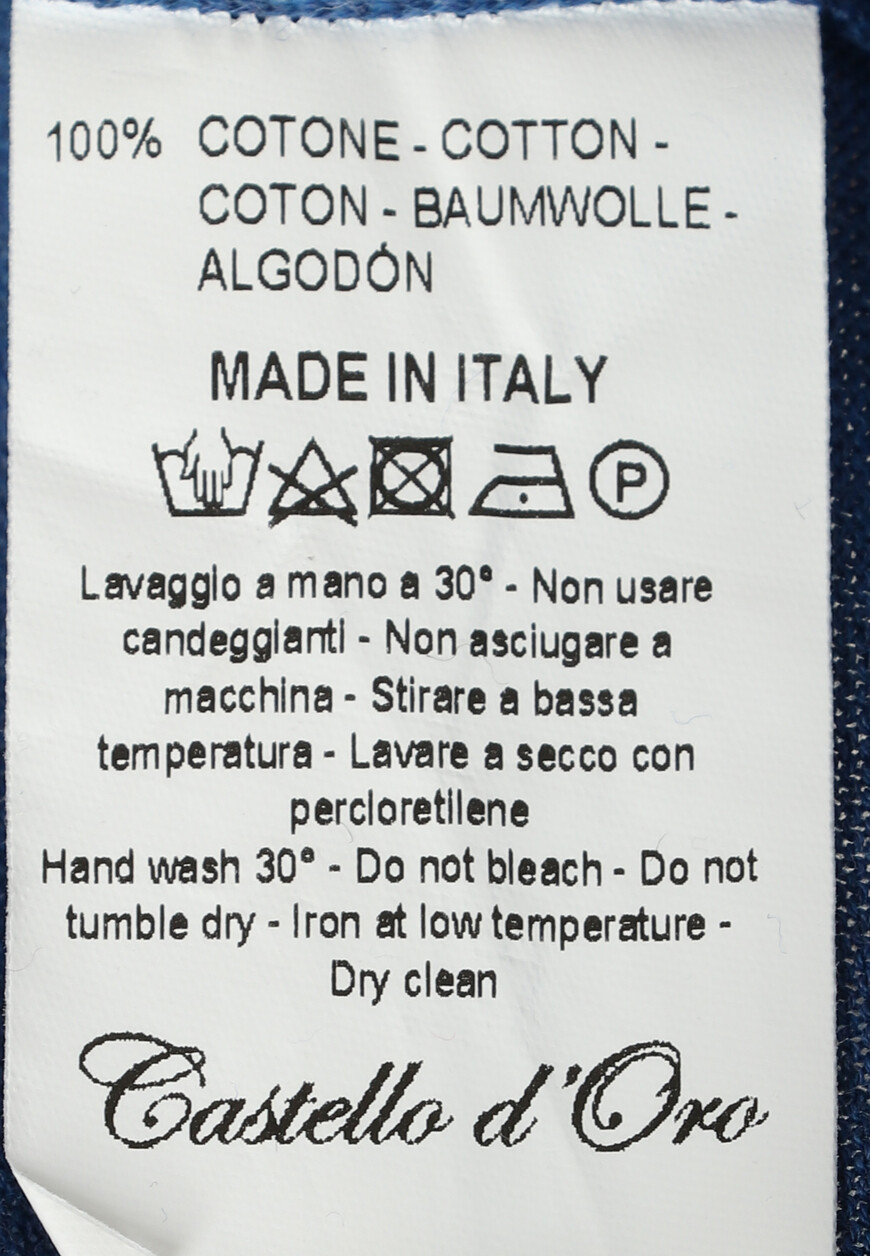 100% COTONE - COTTON -
COTON - BAUMWOLLE -
ALGODÓN
MADE IN ITALY
P
Lavaggio a mano a 30° - Non usare
candeggianti - Non asciugare a
macchina - Stirare a bassa
temperatura - Lavare a secco con
percloretilene
Hand wash 30° - Do not bleach - Do not
tumble dry - Iron at low temperature -
Dry clean
Castello d'Oro